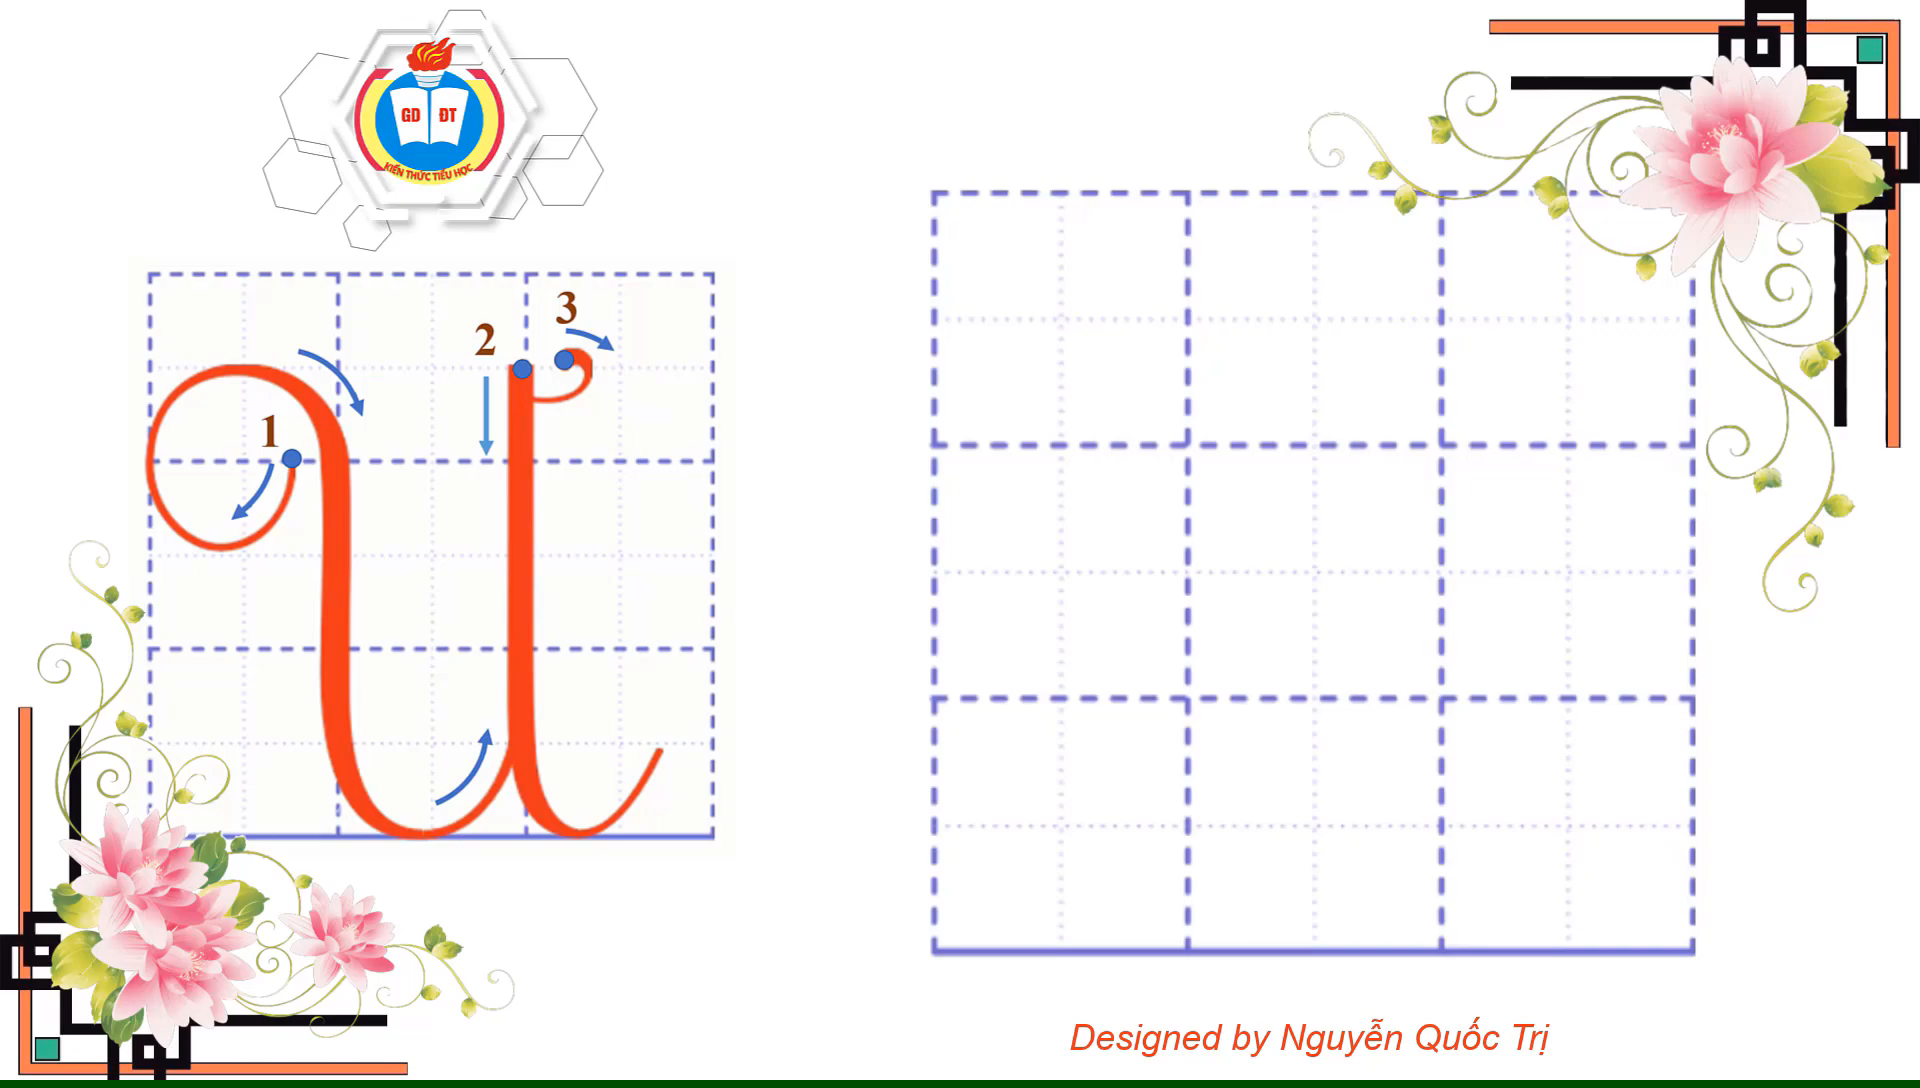 GD ĐT
KIẾN THỨC TIỂU HỌC
3
2
1
Ư
Designed by Nguyễn Quốc Trị